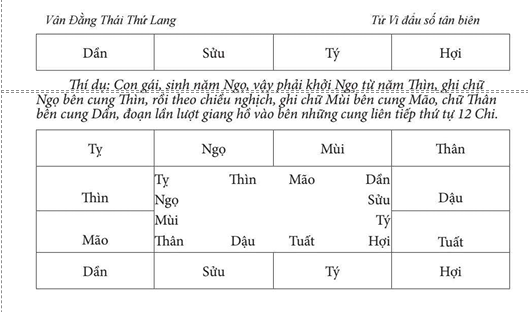 Vân Đằng Thái Thứ Lang Tử Vi đẩu số tân biên
Dần Sửu Tý Hợi
Thí dụ: Con gái, sinh năm Ngọ, vậy phải khởi Ngọ từ năm Thìn, ghi chữ
Ngọ bên cung Thìn, rồi theo chiều nghịch, ghi chữ Mùi bên cung Mão, chữ Thân
bên cung Dần, đoạn lần lượt giang hồ vào bên những cung liên tiếp thứ tự 12 Chi.
Tỵ Ngọ Mùi Thân
Tỵ Thìn Mão Dần
Thìn Ngọ Sửu Dậu
Mùi Tý
Mão Thân Dậu Tuất Hợi Tuất
Dần Sửu Tý Hợi